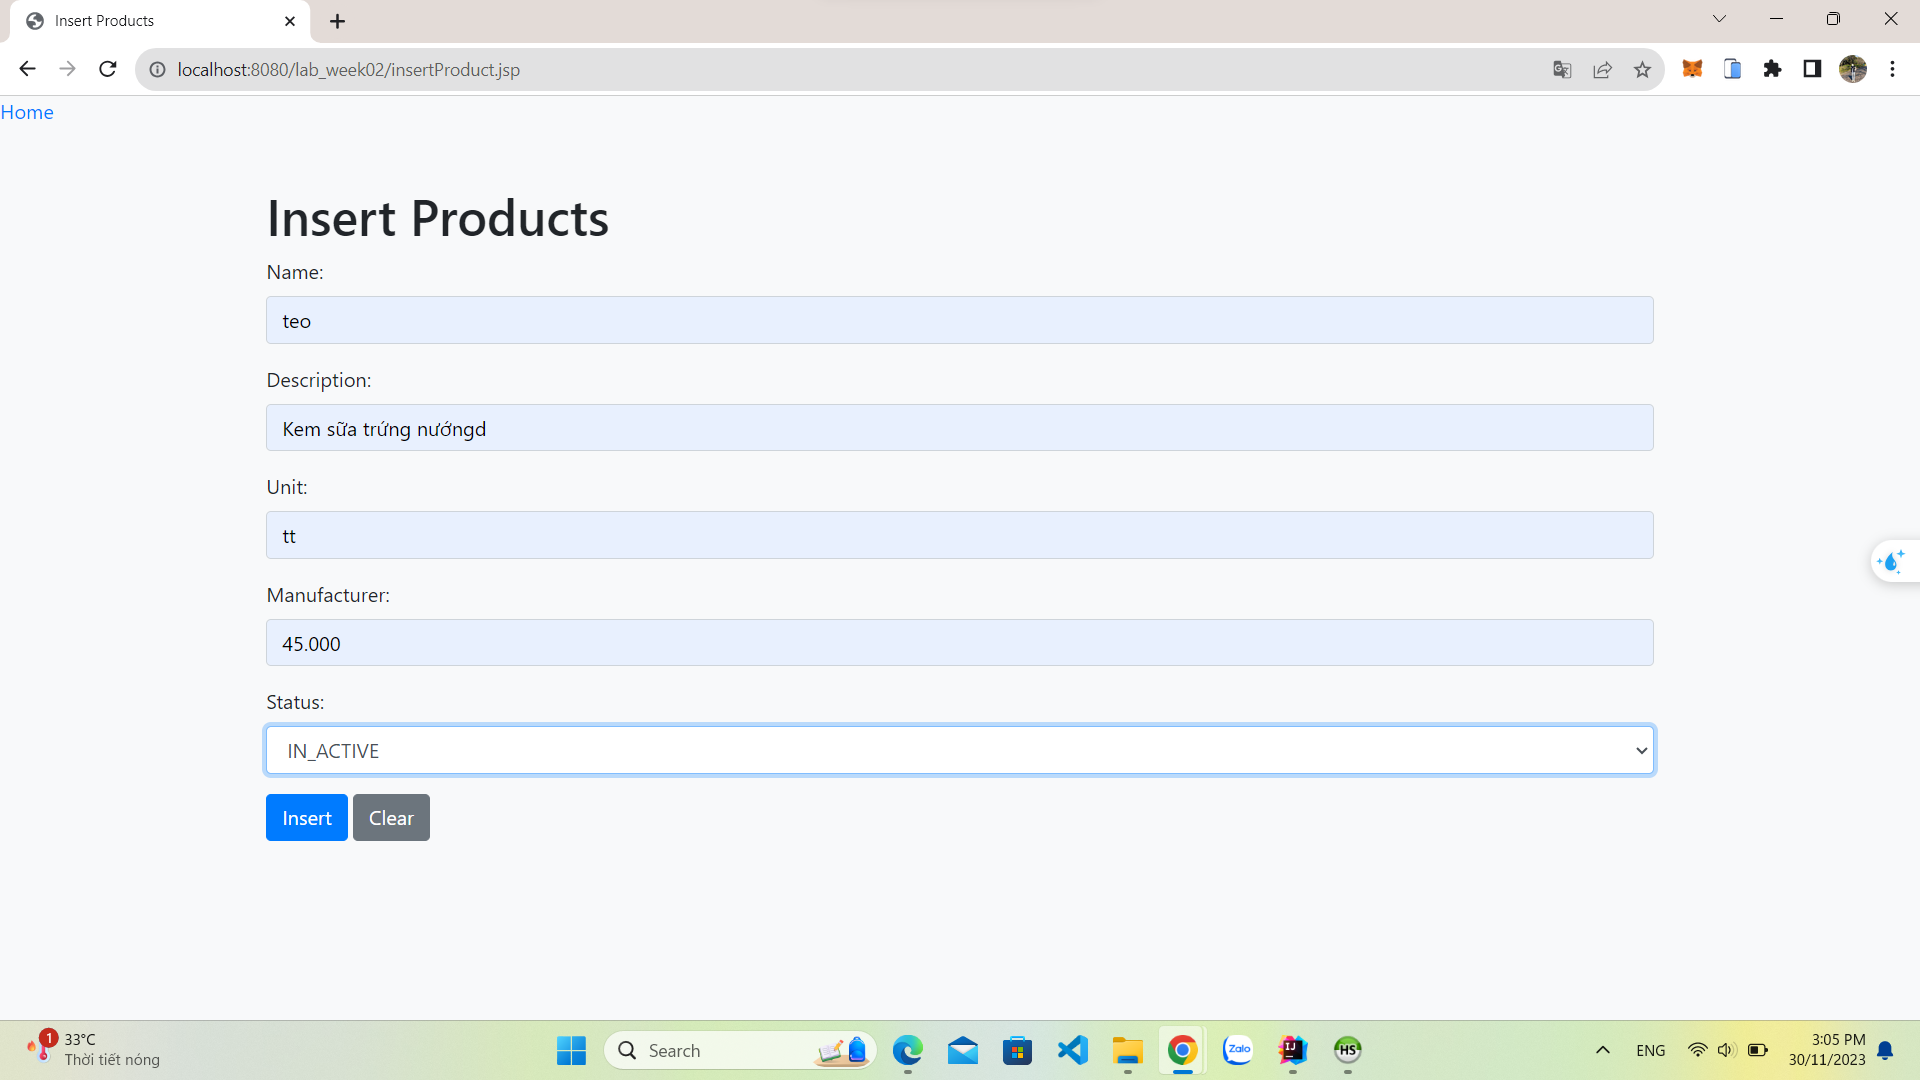 Insert Products
localhost:8080/lab_week02/insertProduct.jsp
Home
Insert Products
Name:
teo
Description:
Kem sữa trứng nướngd
Unit:
tt
Manufacturer:
45.000
Status:
IN_ACTIVE
Insert Clear
1
33°C
Thời tiết nóng
Search
Zalo
IJ
HS
ENG
3:05 PM
30/11/2023